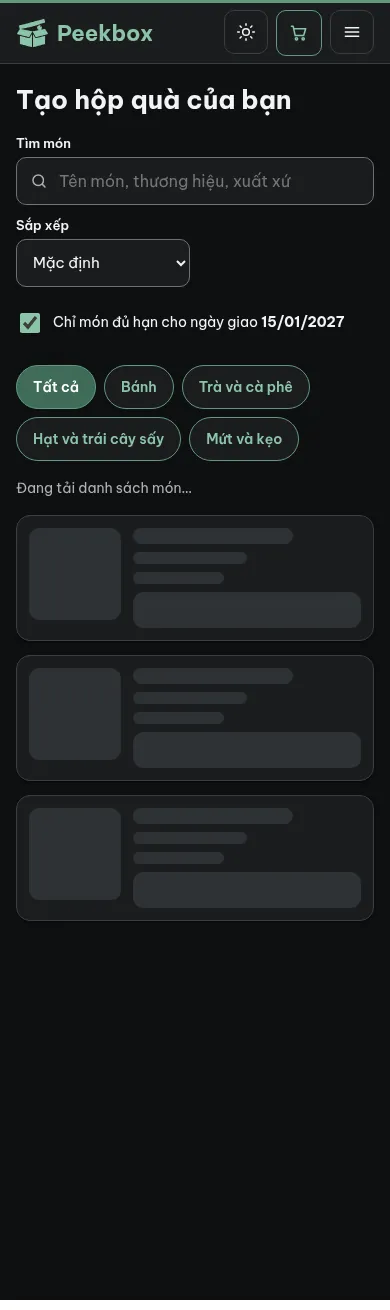 Peekbox
Tạo hộp quà của bạn
Tìm món
Tên món, thương hiệu, xuất xứ
Sắp xếp
Mặc định
Chỉ món đủ hạn cho ngày giao 15/01/2027
Tất cả
Bánh
Trà và cà phê
Hạt và trái cây sấy
Mứt và kẹo
Đang tải danh sách món…